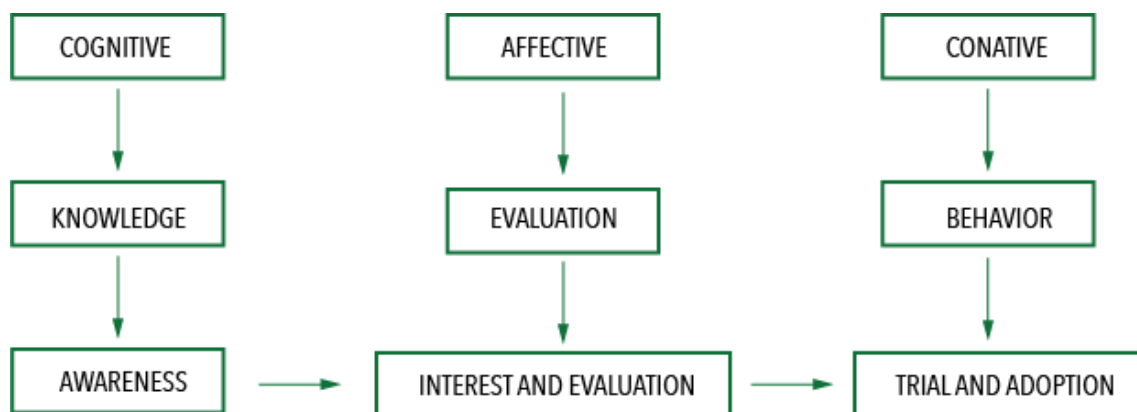 COGNITIVE
AFFECTIVE
CONATIVE
KNOWLEDGE
EVALUATION
BEHAVIOR
AWARENESS
INTEREST AND EVALUATION
TRIAL AND ADOPTION